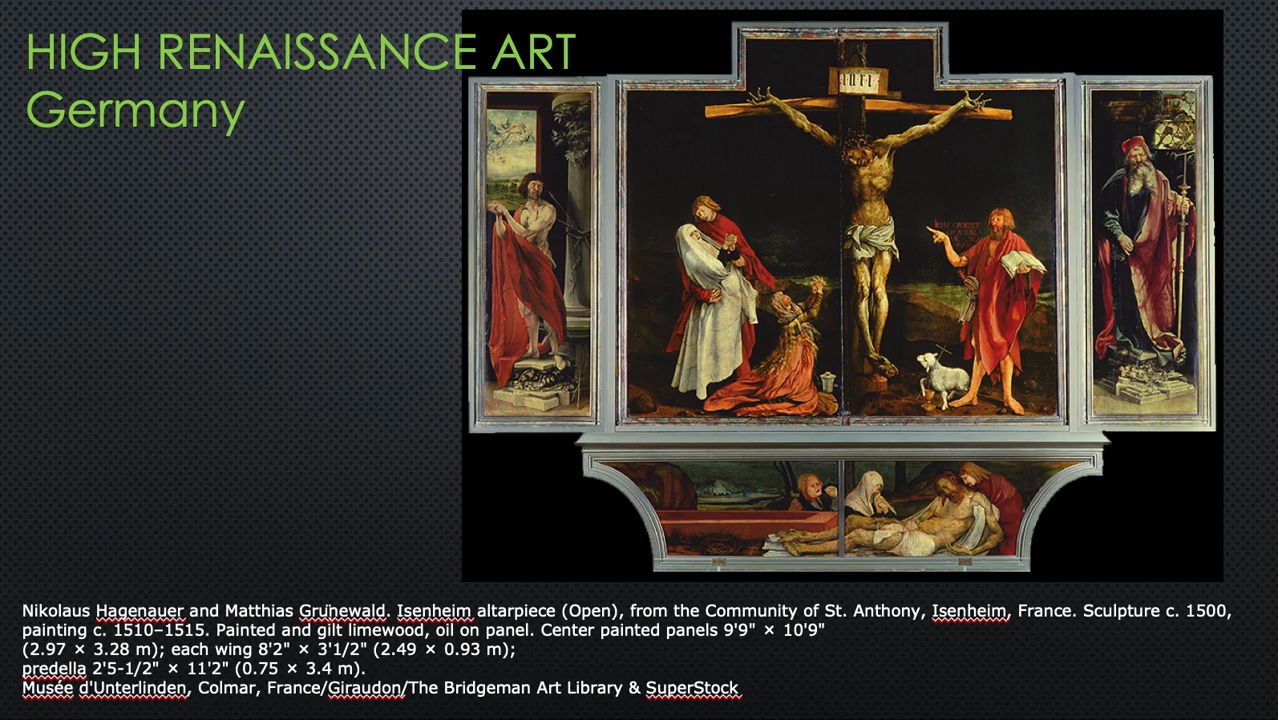 HIGH RENAISSANCE ART
Germany
INRI
Nikolaus Hagenauer and Matthias Grünewald. Isenheim altarpiece (Open), from the Community of St. Anthony, Isenheim, France. Sculpture c. 1500,
painting c. 1510–1515. Painted and gilt limewood, oil on panel. Center painted panels 9'9" × 10'9"
(2.97 × 3.28 m); each wing 8'2" × 3'1/2" (2.49 × 0.93 m);
predella 2'5-1/2" × 11'2" (0.75 × 3.4 m).
Musée d'Unterlinden, Colmar, France/Giraudon/The Bridgeman Art Library & SuperStock